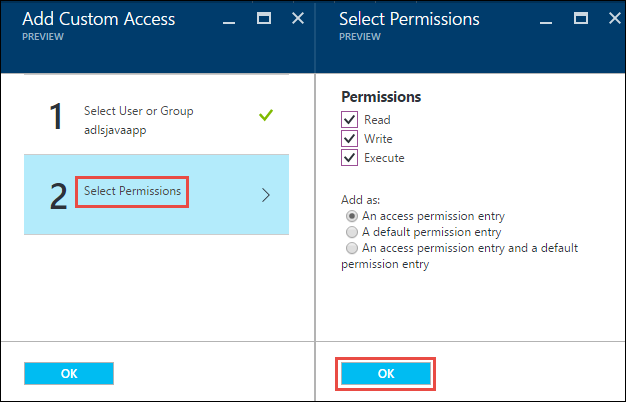 Add Custom Access
PREVIEW
1
Select User or Group
adlsjavaapp
2
Select Permissions
OK
Select Permissions
PREVIEW
Permissions
Read
Write
Execute
Add as:
An access permission entry
A default permission entry
An access permission entry and a default
permission entry
OK